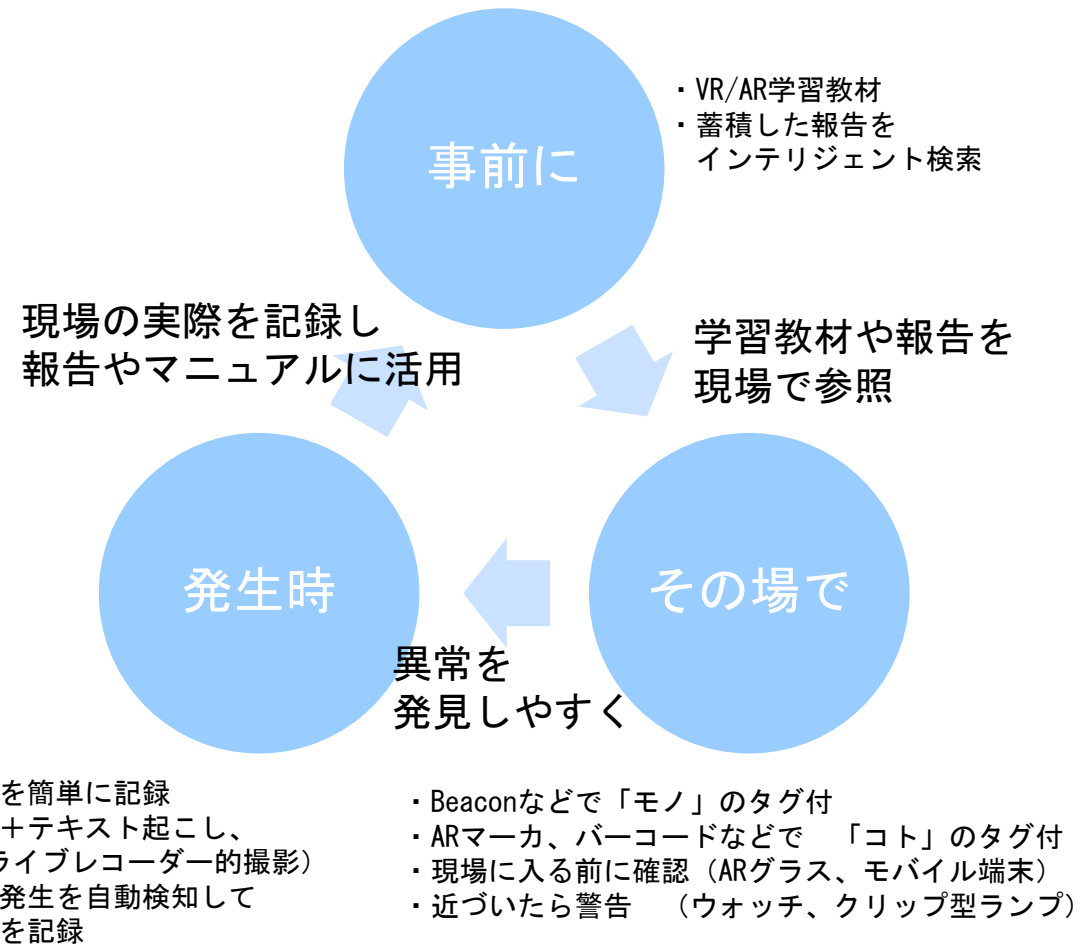 事前に
・VR/AR学習教材
・蓄積した報告を
インテリジェント検索
現場の実際を記録し
報告やマニュアルに活用
学習教材や報告を
現場で参照
発生時
その場で
異常を
発見しやすく
を簡単に記録
＋テキスト起こし、
ライブレコーダー的撮影）
発生を自動検知して
を記録
・Beaconなどで「モノ」のタグ付
・ARマーカ、バーコードなどで　「コト」のタグ付
・現場に入る前に確認（ARグラス、モバイル端末）
・近づいたら警告　（ウォッチ、クリップ型ランプ）